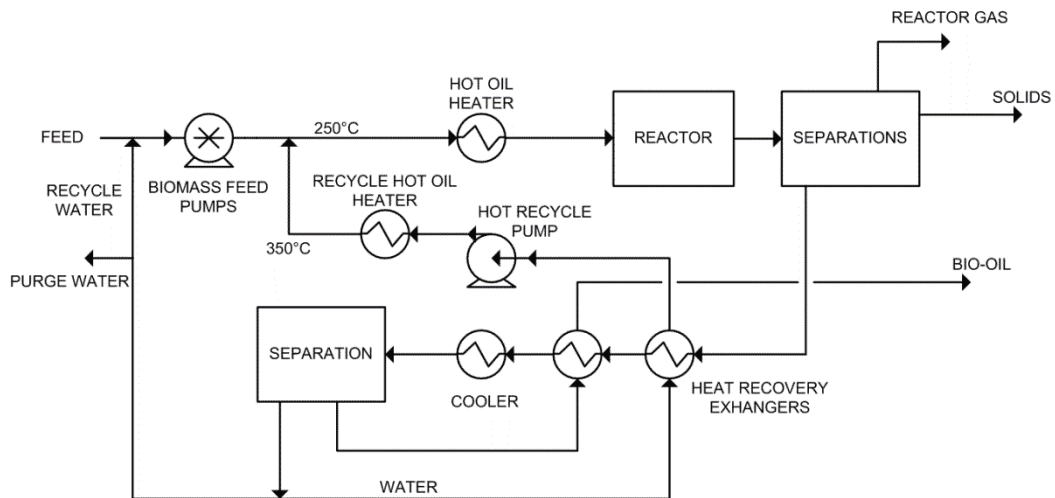 REACTOR GAS
HOT OIL
HEATER
SOLIDS
FEED
250°C
REACTOR
SEPARATIONS
BIOMASS FEED
PUMPS
RECYCLE
WATER
RECYCLE HOT OIL
HEATER
HOT RECYCLE
PUMP
350°C
PURGE WATER
BIO-OIL
SEPARATION
COOLER
HEAT RECOVERY
EXHANGERS
WATER